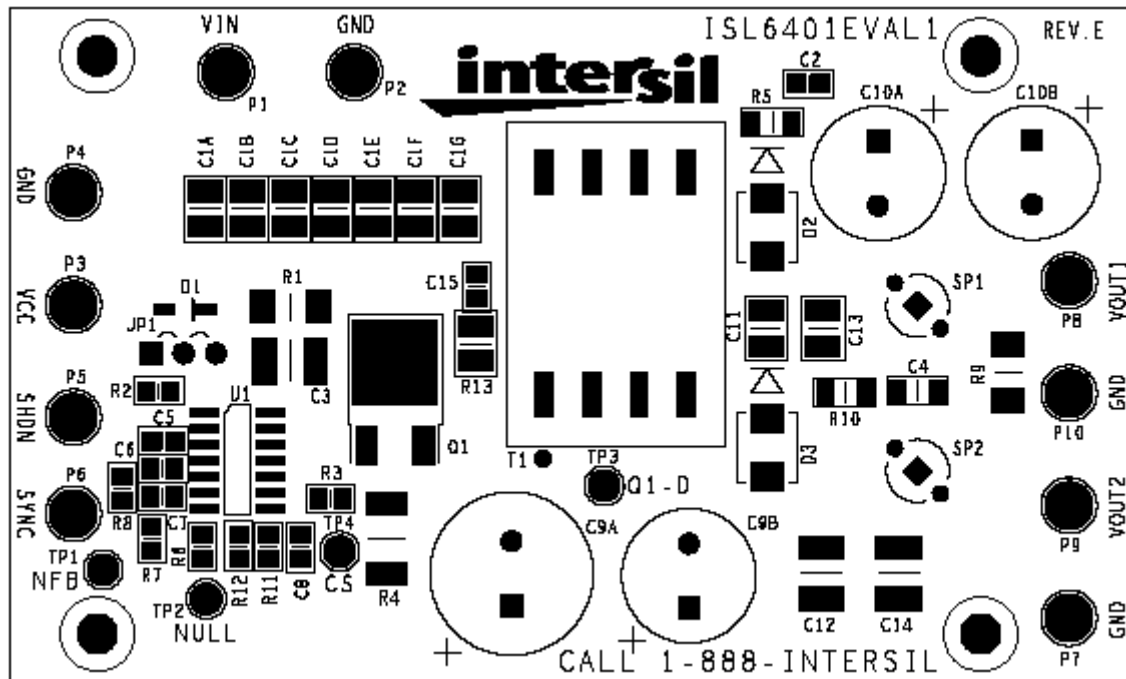 VIN
GND
ISL6401EVAL1
REV.E
P1
P2
intersil
C2
R5
C10A
C10B
C1A
C1B
C1C
C1D
C1E
C1F
C1G
P4
GND
D2
P3
VCC
D1
R1
C15
SP1
VOUT1
P8
JP1
C11
C13
R13
P5
SHDN
R2
U1
C3
C4
R9
R10
GND
P10
C5
C6
Q1
T1
TP3
Q1-D
D3
SP2
P6
SYNC
R8
C7
R3
TP4
C9A
C9B
VOUT2
P9
TP1
NFB
R7
R6
R12
R11
C8
CS
R4
TP2
NULL
C12
C14
GND
P7
CALL 1-888-INTERSIL